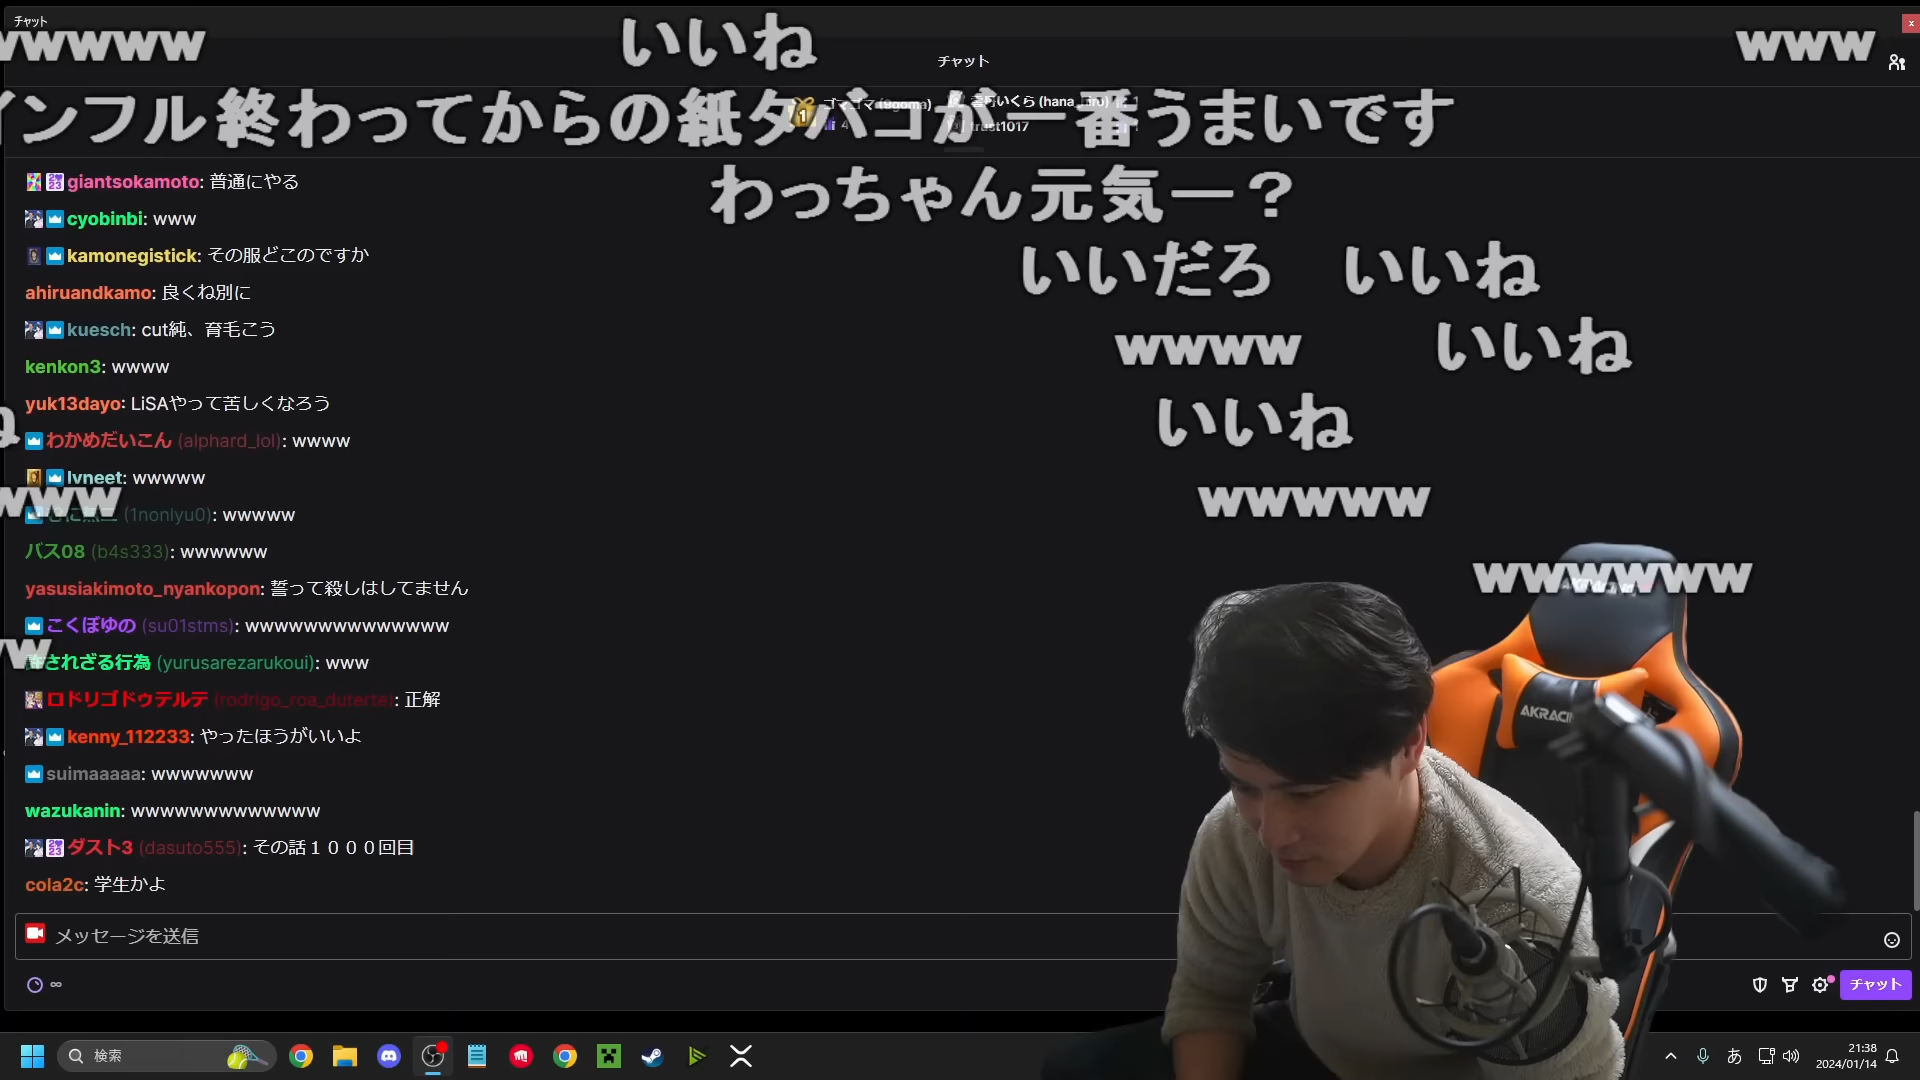 チャット
wwwww
いいね
www
チャット
インフル終わってからの紙タバコが一番うまいです
わっちゃん元気ー？
giantsokamoto: 普通にやる
cyobinbi: www
kamonegistick: その服どこのですか
いいだろ
いいね
ahiruandkamo: 良くね別に
kuesch: cut純、育毛こう
wwww
いいね
kenkon3: wwww
yuk13dayo: LiSAやって苦しくなろう
ね
いいね
わかめだいこん (alphard_lol): wwww
lvneet: wwwww
www
wwwww
(1nonlyu0): wwwww
バス08 (b4s333): wwwwww
wwwwww
yasusiakimoto_nyankopon: 誓って殺しはしてません
こくぼゆの (su01stms): wwwwwwwwwwwwww
許されざる行為 (yurusarezarukoui): www
ロドリゴドゥテルテ (rodrigo_roa_duterte): 正解
AKRACI
kenny_112233: やったほうがいいよ
suimaaaaa: wwwwwww
wazukanin: wwwwwwwwwwwww
ダスト3 (dasuto555): その話１０００回目
cola2c: 学生かよ
メッセージを送信
∞
チャット
検索
あ
21:38
2024/01/14